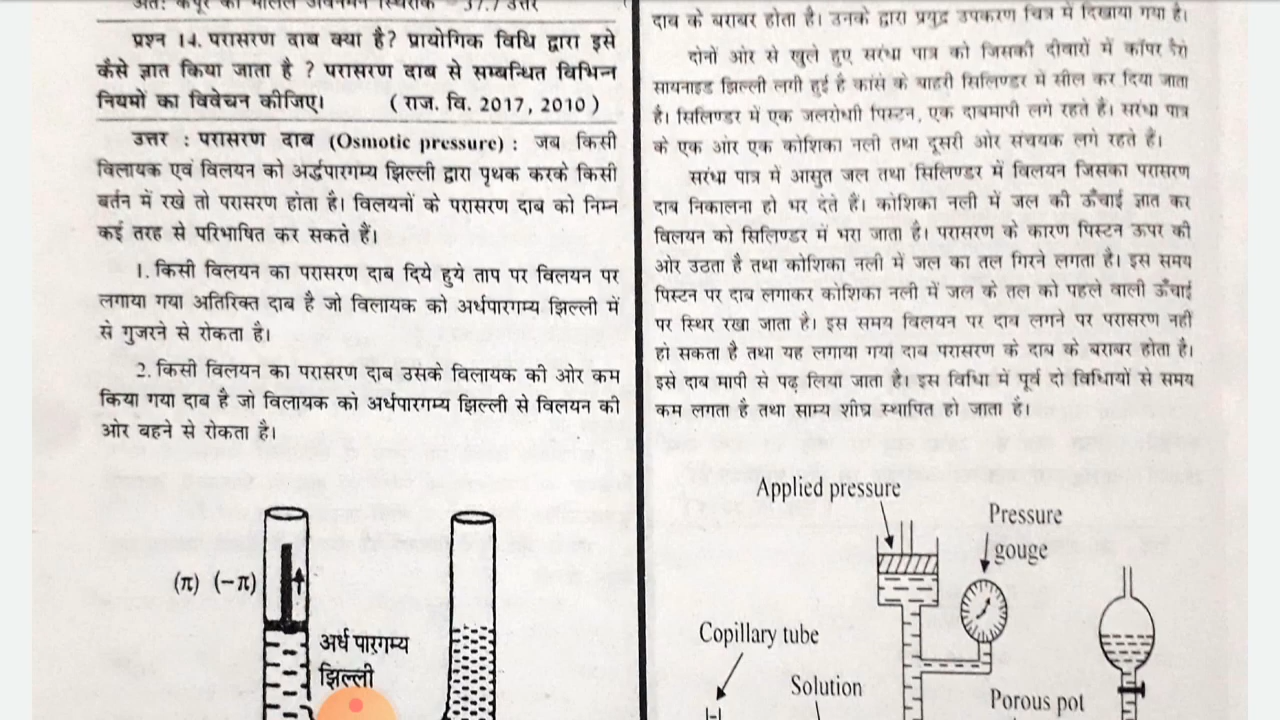 प्रश्न 14. परासरण दाब क्या है? प्रायोगिक विधि द्वारा इसे
कैसे ज्ञात किया जाता है ? परासरण दाब से सम्बन्धित विभिन्न
नियमों का विवेचन कीजिए। ( राज. वि. 2017, 2010 )
उत्तर : परासरण दाब (Osmotic pressure) : जब किसी
विलायक एवं विलयन को अर्द्धपारगम्य झिल्ली द्वारा पृथक करके किसी
बर्तन में रखे तो परासरण होता है। विलयनों के परासरण दाब को निम्न
कई तरह से परिभाषित कर सकते हैं।
1. किसी विलयन का परासरण दाब दिये हुये ताप पर विलयन पर
लगाया गया अतिरिक्त दाब है जो विलायक को अर्धपारगम्य झिल्ली में
से गुजरने से रोकता है।
2. किसी विलयन का परासरण दाब उसके विलायक की ओर कम
किया गया दाब है जो विलायक को अर्धपारगम्य झिल्ली से विलयन की
ओर बहने से रोकता है।
(π) (−π)
अर्ध पारगम्य
झिल्ली
दाब के बराबर होता है। उनके द्वारा प्रयुद्ध उपकरण चित्र में दिखाया गया है।
दोनों ओर से खुले हुए सरंध्रा पात्र को जिसकी दीवारों में कॉपर फैरो
सायनाइड झिल्ली लगी हुई है कांसे के बाहरी सिलिण्डर में सील कर दिया जाता
है। सिलिण्डर में एक जलरोधाी पिस्टन, एक दाबमापी लगे रहते हैं। सरंध्रा पात्र
के एक ओर एक कोशिका नली तथा दूसरी ओर संचयक लगे रहते हैं।
सरंध्रा पात्र में आसुत जल तथा सिलिण्डर में विलयन जिसका परासरण
दाब निकालना हो भर देते हैं। कोशिका नली में जल की ऊँचाई ज्ञात कर
विलयन को सिलिण्डर में भरा जाता है। परासरण के कारण पिस्टन ऊपर की
ओर उठता है तथा कोशिका नली में जल का तल गिरने लगता है। इस समय
पिस्टन पर दाब लगाकर कोशिका नली में जल के तल को पहले वाली ऊँचाई
पर स्थिर रखा जाता है। इस समय विलयन पर दाब लगने पर परासरण नहीं
हो सकता है तथा यह लगाया गया दाब परासरण के दाब के बराबर होता है।
इसे दाब मापी से पढ़ लिया जाता है। इस विधाि में पूर्व दो विधिायों से समय
कम लगता है तथा साम्य शीघ्र स्थापित हो जाता है।
Applied pressure
Pressure
gouge
Copillary tube
Solution
Porous pot